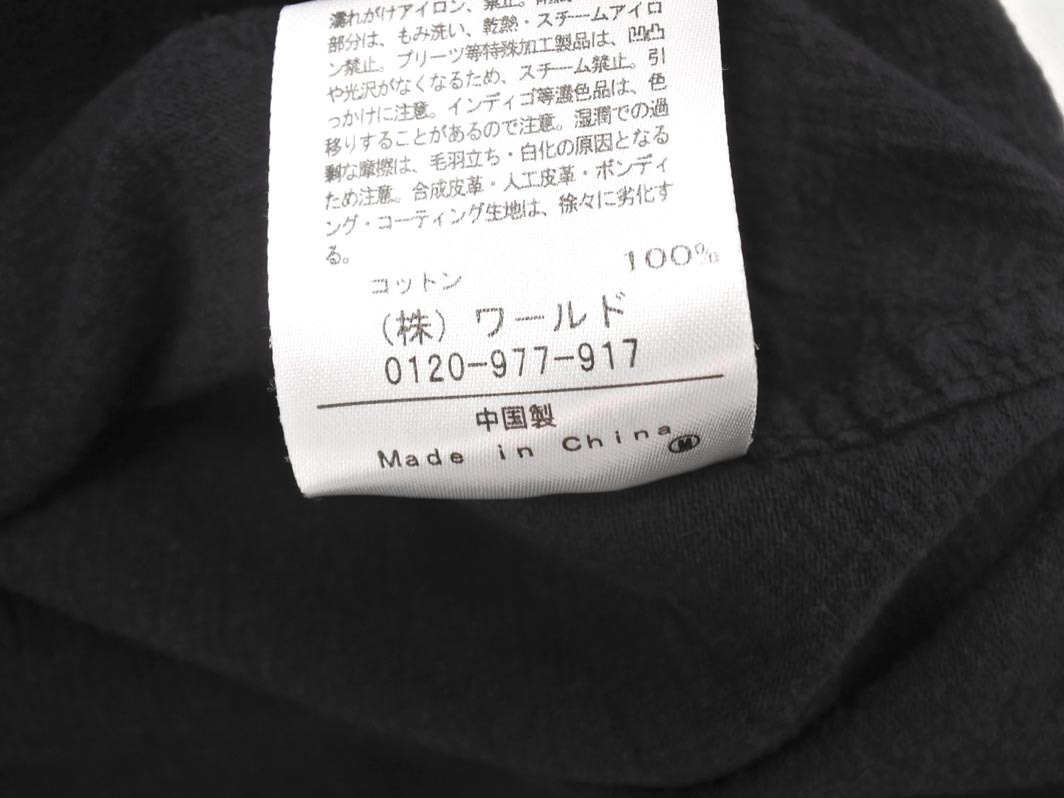 濡れがけアイロン、禁止。
部分は、もみ洗い、乾熱・スチームアイロ
ン禁止。プリーツ等特殊加工製品は、凹凸
や光沢がなくなるため、スチーム禁止。引
っかけに注意。インディゴ等濃色品は、色
移りすることがあるので注意。湿潤での過
剰な摩擦は、毛羽立ち・白化の原因となる
ため注意。合成皮革・人工皮革・ボンディ
ング・コーティング生地は、徐々に劣化す
る。
コットン 100%
(株) ワールド
0120-977-917
中国製
Made in China M